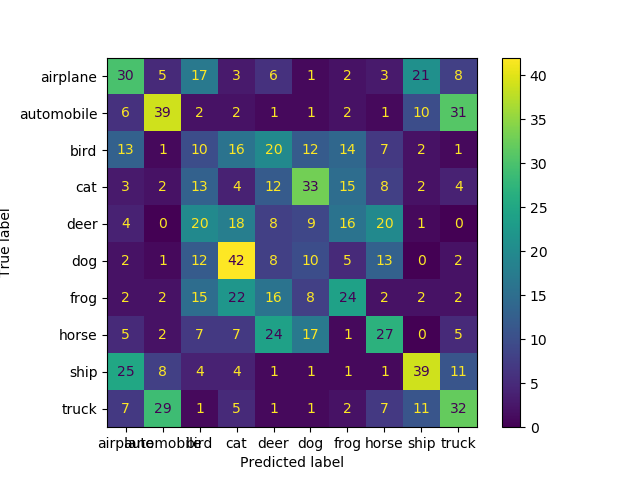 airplane 30 5 17 3 6 1 2 3 21 8
automobile 6 39 2 2 1 1 2 1 10 31
bird 13 1 10 16 20 12 14 7 2 1
cat 3 2 13 4 12 33 15 8 2 4
deer 4 0 20 18 8 9 16 20 1 0
dog 2 1 12 42 8 10 5 13 0 2
frog 2 2 15 22 16 8 24 2 2 2
horse 5 2 7 7 24 17 1 27 0 5
ship 25 8 4 4 1 1 1 1 39 11
truck 7 29 1 5 1 1 2 7 11 32
airplane automobile bird cat deer dog frog horse ship truck
Predicted label
True label
40
35
30
25
20
15
10
5
0